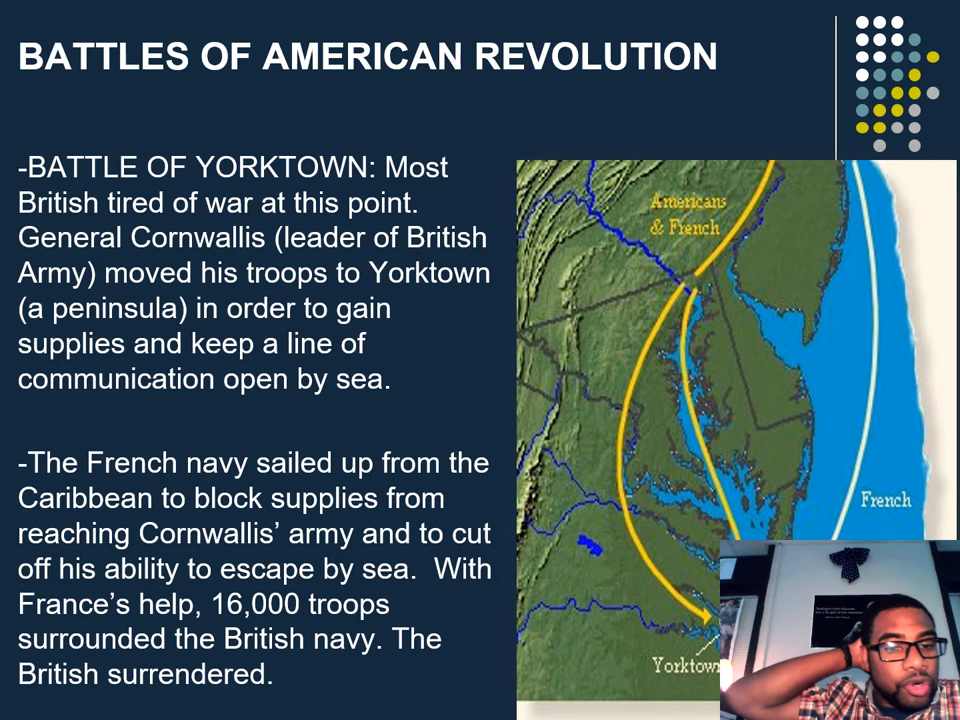 BATTLES OF AMERICAN REVOLUTION
-BATTLE OF YORKTOWN: Most
British tired of war at this point.
General Cornwallis (leader of British
Army) moved his troops to Yorktown
(a peninsula) in order to gain
supplies and keep a line of
communication open by sea.
-The French navy sailed up from the
Caribbean to block supplies from
reaching Cornwallis’ army and to cut
off his ability to escape by sea.  With
France’s help, 16,000 troops
surrounded the British navy. The
British surrendered.
Americans
& French
French
Yorktown